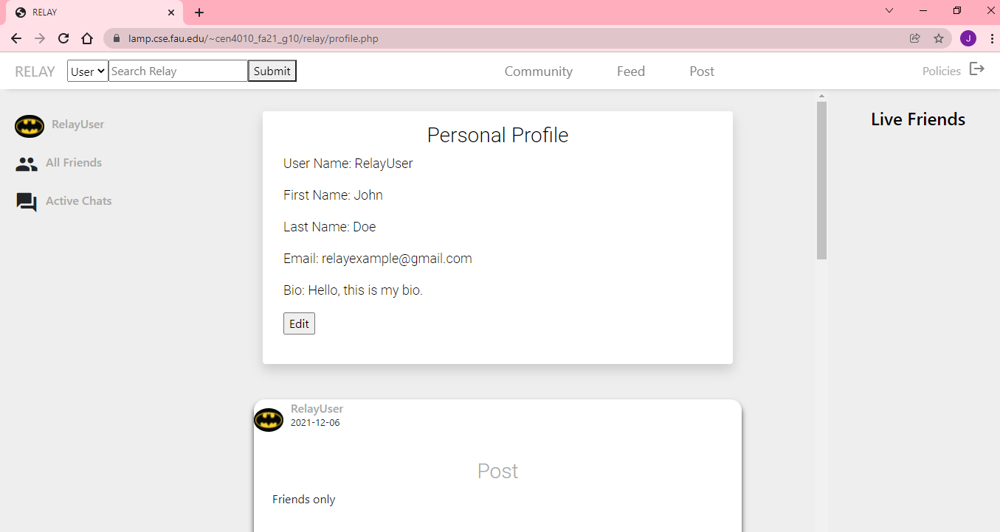 RELAY
lamp.cse.fau.edu/~cen4010_fa21_g10/relay/profile.php
J
RELAY User Search Relay Submit Community Feed Post Policies
RelayUser
All Friends
Active Chats
Personal Profile
User Name: RelayUser
First Name: John
Last Name: Doe
Email: relayexample@gmail.com
Bio: Hello, this is my bio.
Edit
Live Friends
RelayUser
2021-12-06
Post
Friends only